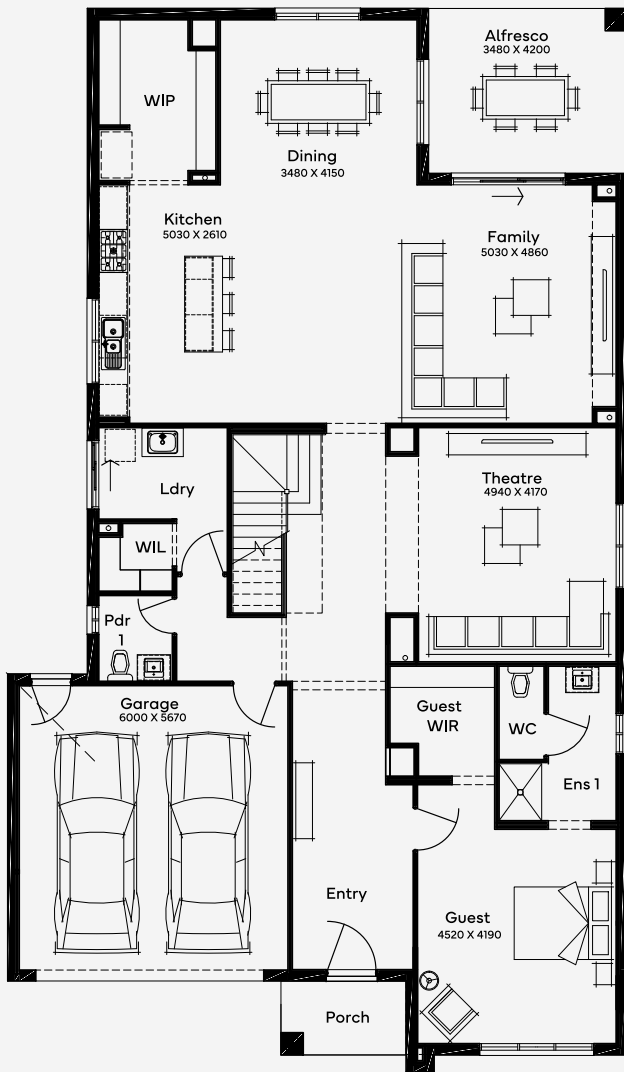 Alfresco
3480 X 4200
WIP
Dining
3480 X 4150
Kitchen
5030 X 2610
Family
5030 X 4860
Theatre
4940 X 4170
Ldry
WIL
Pdr
1
Garage
6000 X 5670
Guest
WIR
WC
Ens 1
Entry
Guest
4520 X 4190
Porch